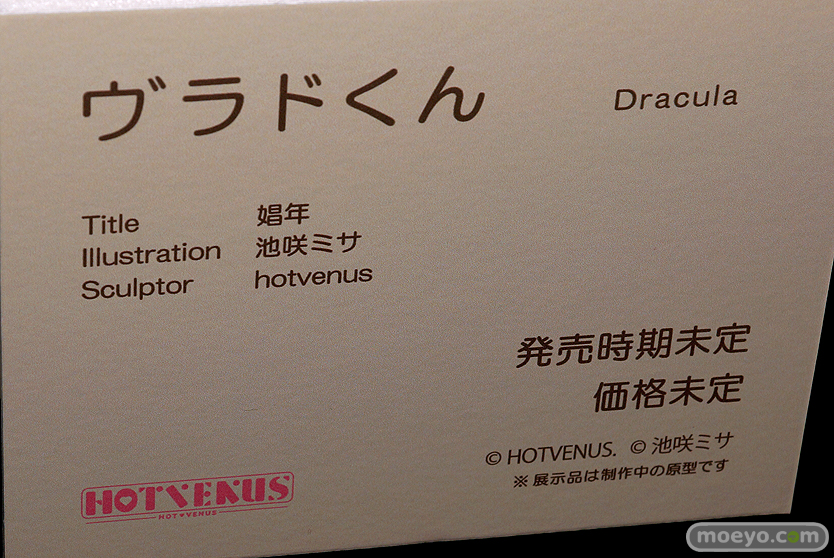 ヴラドくん Dracula
Title 娼年
Illustration 池咲ミサ
Sculptor hotvenus
発売時期未定
価格未定
© HOTVENUS. © 池咲ミサ
※ 展示品は制作中の原型です
HOTVENUS
HOT♥VENUS
moeyo.com